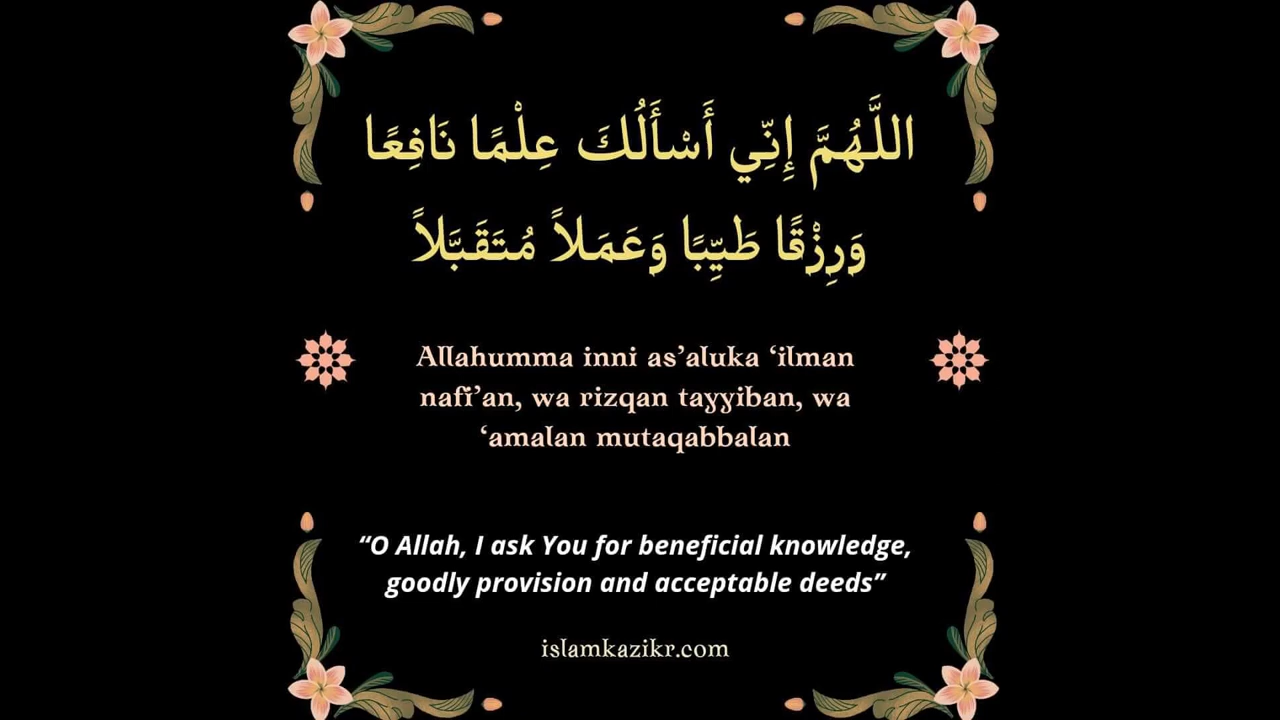 اللَّهُمَّ إِنِّي أَسْأَلُكَ عِلْمًا نَافِعًا
وَرِزْقًا طَيِّبًا وَعَمَلاً مُتَقَبَّلاً
Allahumma inni as’aluka ‘ilman
nafi’an, wa rizqan tayyiban, wa
‘amalan mutaqabbalan
“O Allah, I ask You for beneficial knowledge,
goodly provision and acceptable deeds”
islamkazikr.com